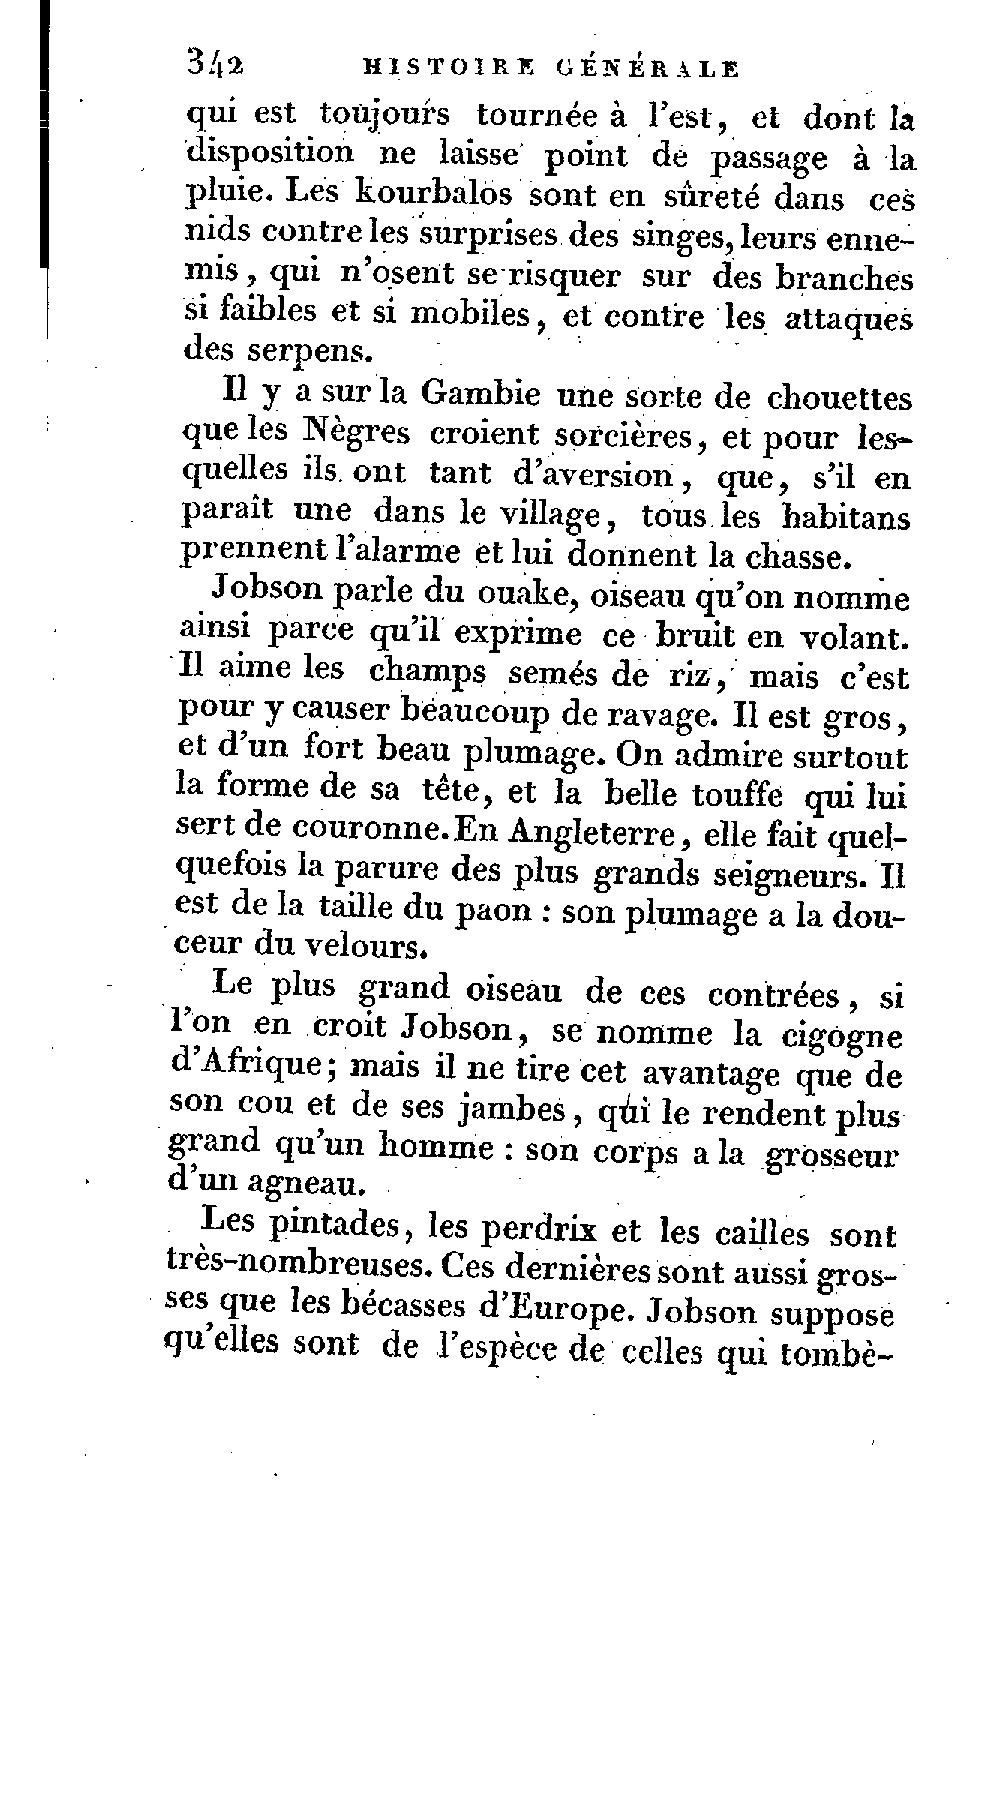 342 HISTOIRE GÉNÉRALE
qui est toujours tournée à l'est, et dont la
disposition ne laisse point de passage à la
pluie. Les kourbalos sont en sûreté dans ces
nids contre les surprises des singes, leurs enne-
mis, qui n'osent se risquer sur des branches
si faibles et si mobiles, et contre les attaques
des serpens.
Il y a sur la Gambie une sorte de chouettes
que les Nègres croient sorcières, et pour les-
quelles ils ont tant d'aversion, que, s'il en
paraît une dans le village, tous les habitans
prennent l'alarme et lui donnent la chasse.
Jobson parle du ouake, oiseau qu'on nomme
ainsi parce qu'il exprime ce bruit en volant.
Il aime les champs semés de riz, mais c'est
pour y causer beaucoup de ravage. Il est gros,
et d'un fort beau plumage. On admire surtout
la forme de sa tête, et la belle touffe qui lui
sert de couronne. En Angleterre, elle fait quel-
quefois la parure des plus grands seigneurs. Il
est de la taille du paon : son plumage a la dou-
ceur du velours.
Le plus grand oiseau de ces contrées, si
l'on en croit Jobson, se nomme la cigogne
d'Afrique; mais il ne tire cet avantage que de
son cou et de ses jambes, qui le rendent plus
grand qu'un homme : son corps a la grosseur
d'un agneau.
Les pintades, les perdrix et les cailles sont
très-nombreuses. Ces dernières sont aussi gros-
ses que les bécasses d'Europe. Jobson suppose
qu'elles sont de l'espèce de celles qui tombè-